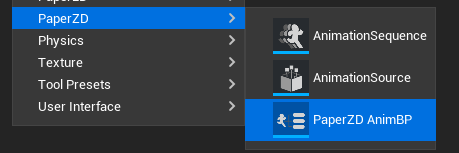 PaperZD
Physics
Texture
Tool Presets
User Interface
AnimationSequence
AnimationSource
PaperZD AnimBP